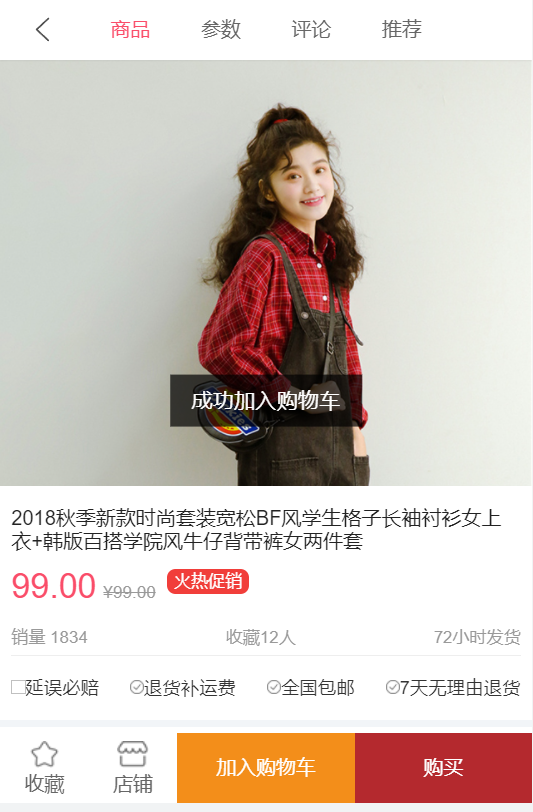 商品 参数 评论 推荐
成功加入购物车
2018秋季新款时尚套装宽松BF风学生格子长袖衬衫女上
衣+韩版百搭学院风牛仔背带裤女两件套
99.00 ¥99.00 火热促销
销量 1834 收藏12人 72小时发货
延误必赔 退货补运费 全国包邮 7天无理由退货
收藏 店铺 加入购物车 购买